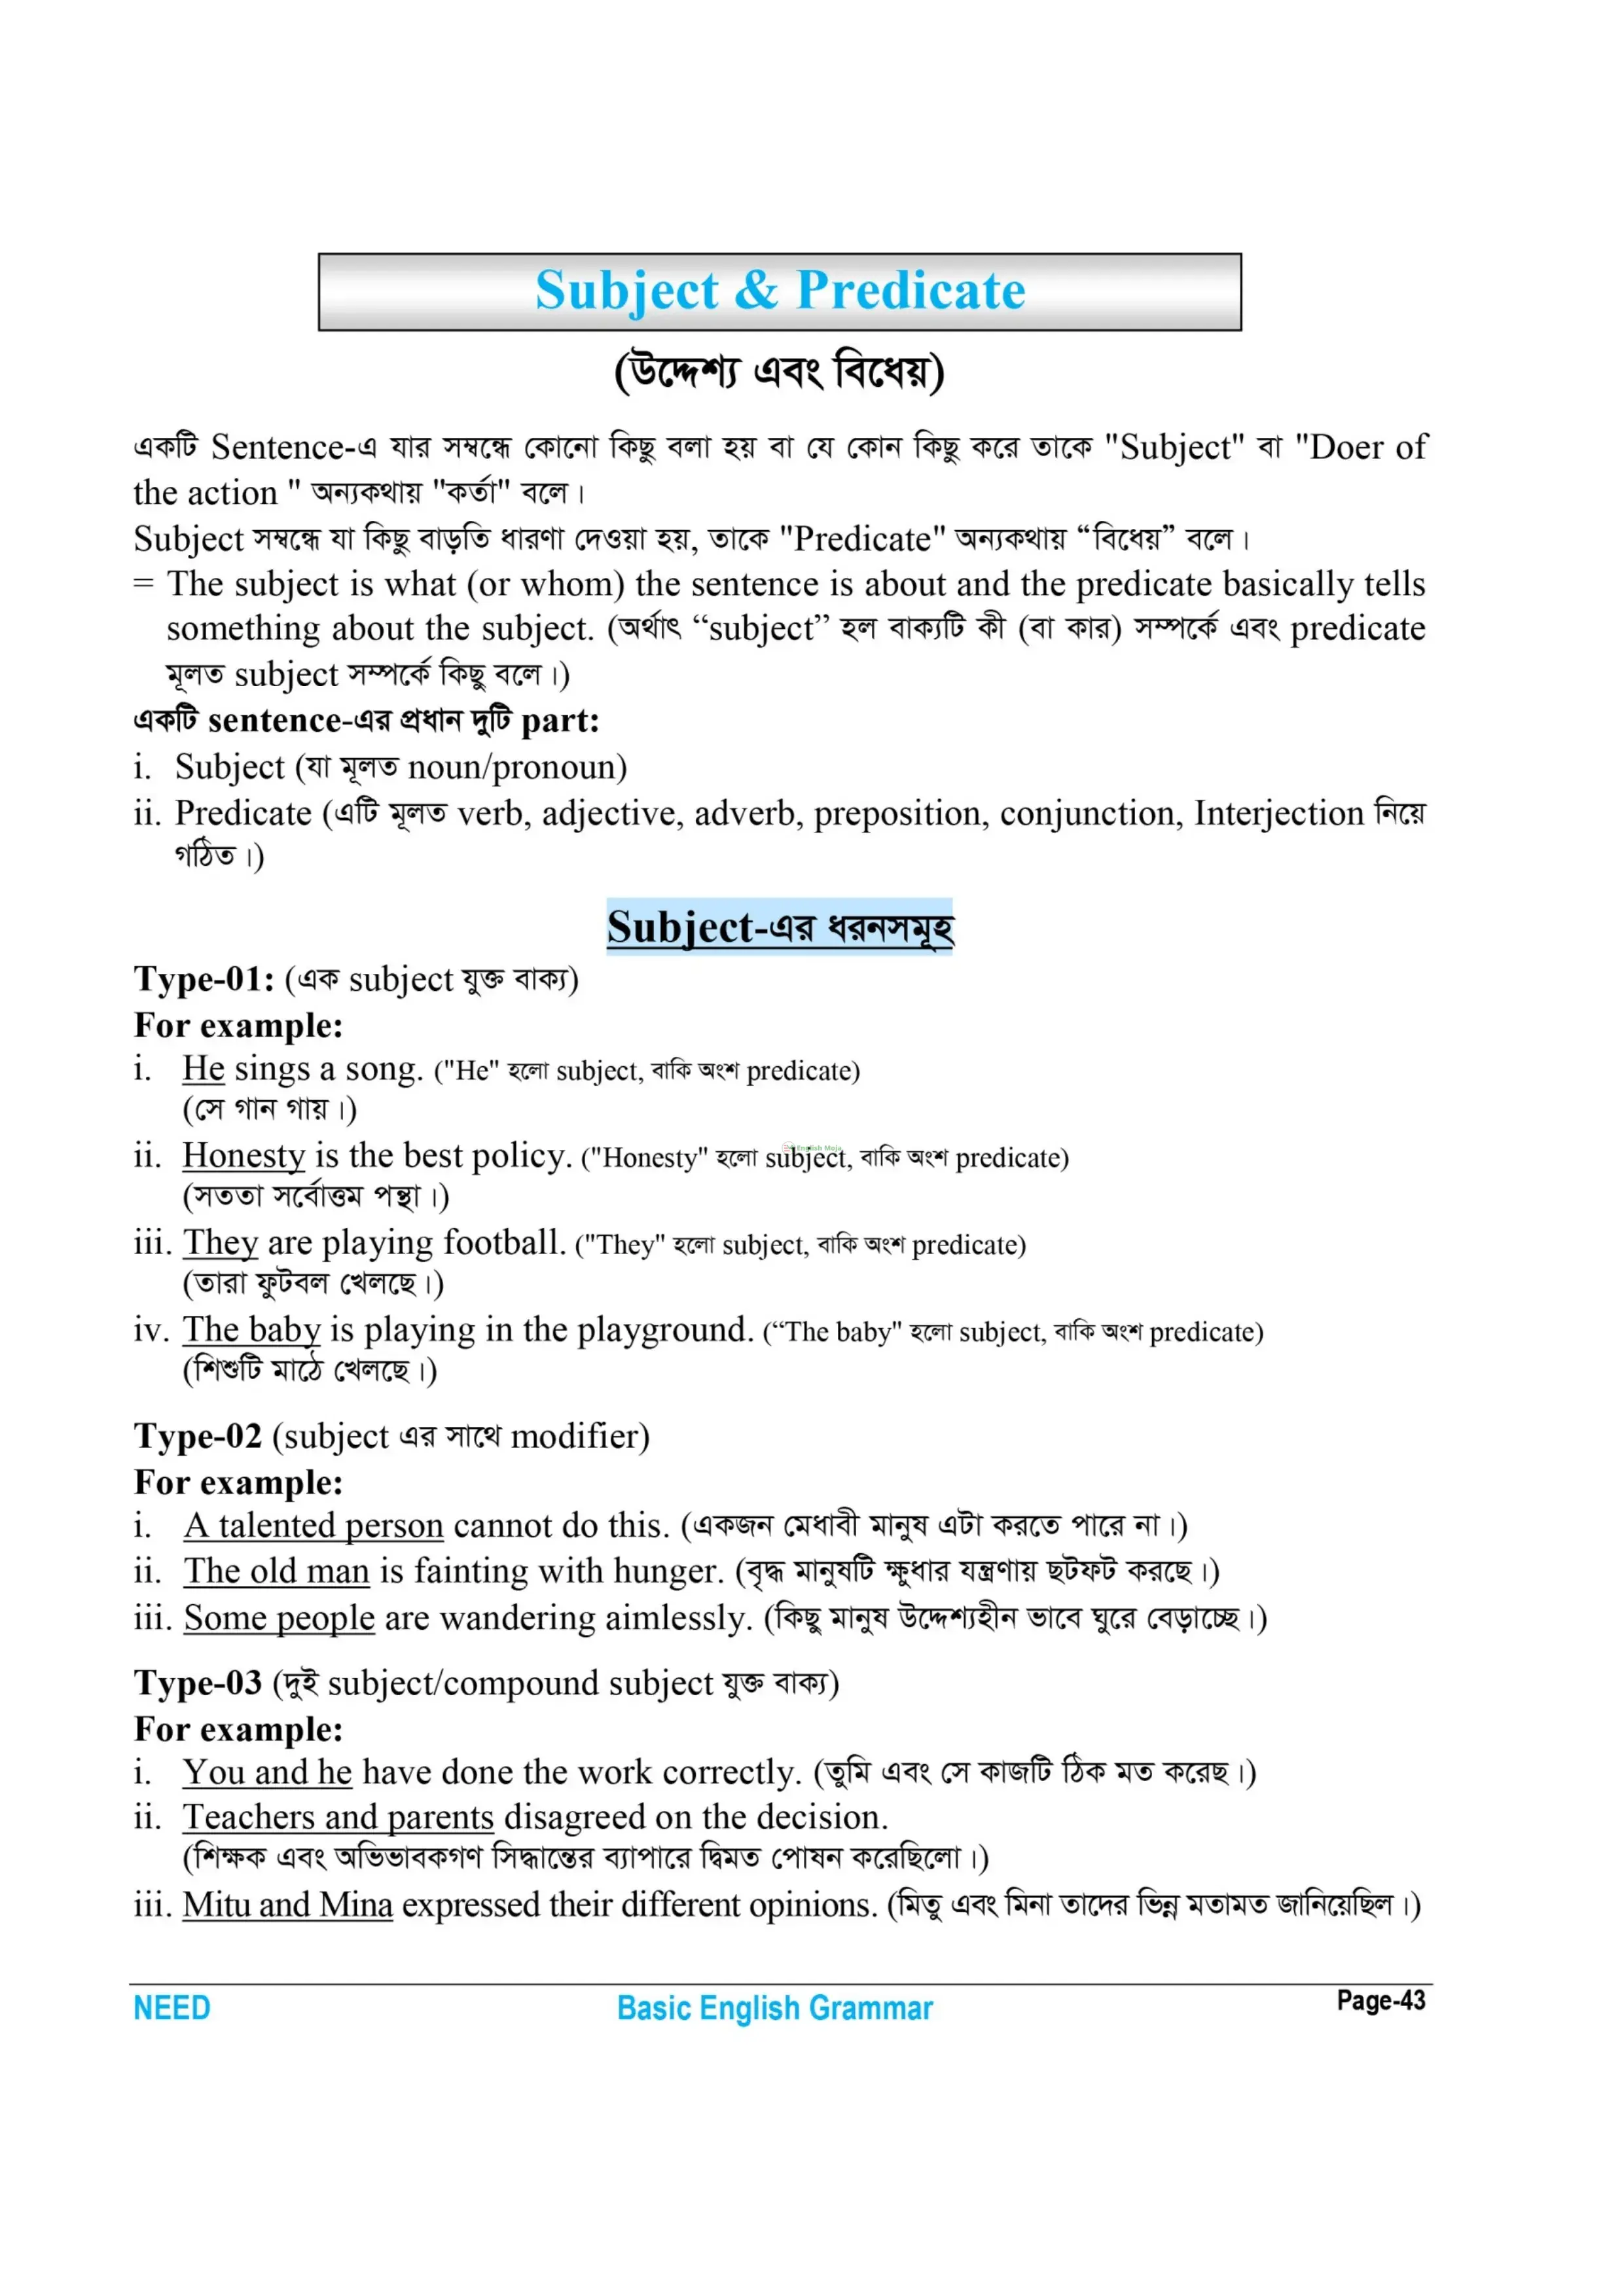 Subject & Predicate
(উদ্দেশ্য এবং বিধেয়)
একটি Sentence-এ যার সম্বন্ধে কোনো কিছু বলা হয় বা যে কোন কিছু করে তাকে "Subject" বা "Doer of
the action " অন্যকথায় "কর্তা" বলে।
Subject সম্বন্ধে যা কিছু বাড়তি ধারণা দেওয়া হয়, তাকে "Predicate" অন্যকথায় “বিধেয়” বলে।
= The subject is what (or whom) the sentence is about and the predicate basically tells
something about the subject. (অর্থাৎ “subject” হল বাক্যটি কী (বা কার) সম্পর্কে এবং predicate
মূলত subject সম্পর্কে কিছু বলে।)
একটি sentence-এর প্রধান দুটি part:
i. Subject (যা মূলত noun/pronoun)
ii. Predicate (এটি মূলত verb, adjective, adverb, preposition, conjunction, Interjection নিয়ে
গঠিত।)
Subject-এর ধরনসমূহ
Type-01: (এক subject যুক্ত বাক্য)
For example:
i. He sings a song. ("He" হলো subject, বাকি অংশ predicate)
(সে গান গায়।)
ii. Honesty is the best policy. ("Honesty" হলো subject, বাকি অংশ predicate)
English Moja
(সততা সর্বোত্তম পন্থা।)
iii. They are playing football. ("They" হলো subject, বাকি অংশ predicate)
(তারা ফুটবল খেলছে।)
iv. The baby is playing in the playground. (“The baby" হলো subject, বাকি অংশ predicate)
(শিশুটি মাঠে খেলছে।)
Type-02 (subject এর সাথে modifier)
For example:
i. A talented person cannot do this. (একজন মেধাবী মানুষ এটা করতে পারে না।)
ii. The old man is fainting with hunger. (বৃদ্ধ মানুষটি ক্ষুধার যন্ত্রণায় ছটফট করছে।)
iii. Some people are wandering aimlessly. (কিছু মানুষ উদ্দেশ্যহীন ভাবে ঘুরে বেড়াচ্ছে।)
Type-03 (দুই subject/compound subject যুক্ত বাক্য)
For example:
i. You and he have done the work correctly. (তুমি এবং সে কাজটি ঠিক মত করেছ।)
ii. Teachers and parents disagreed on the decision.
(শিক্ষক এবং অভিভাবকগণ সিদ্ধান্তের ব্যাপারে দ্বিমত পোষন করেছিলো।)
iii. Mitu and Mina expressed their different opinions. (মিতু এবং মিনা তাদের ভিন্ন মতামত জানিয়েছিল।)
NEED Basic English Grammar Page-43